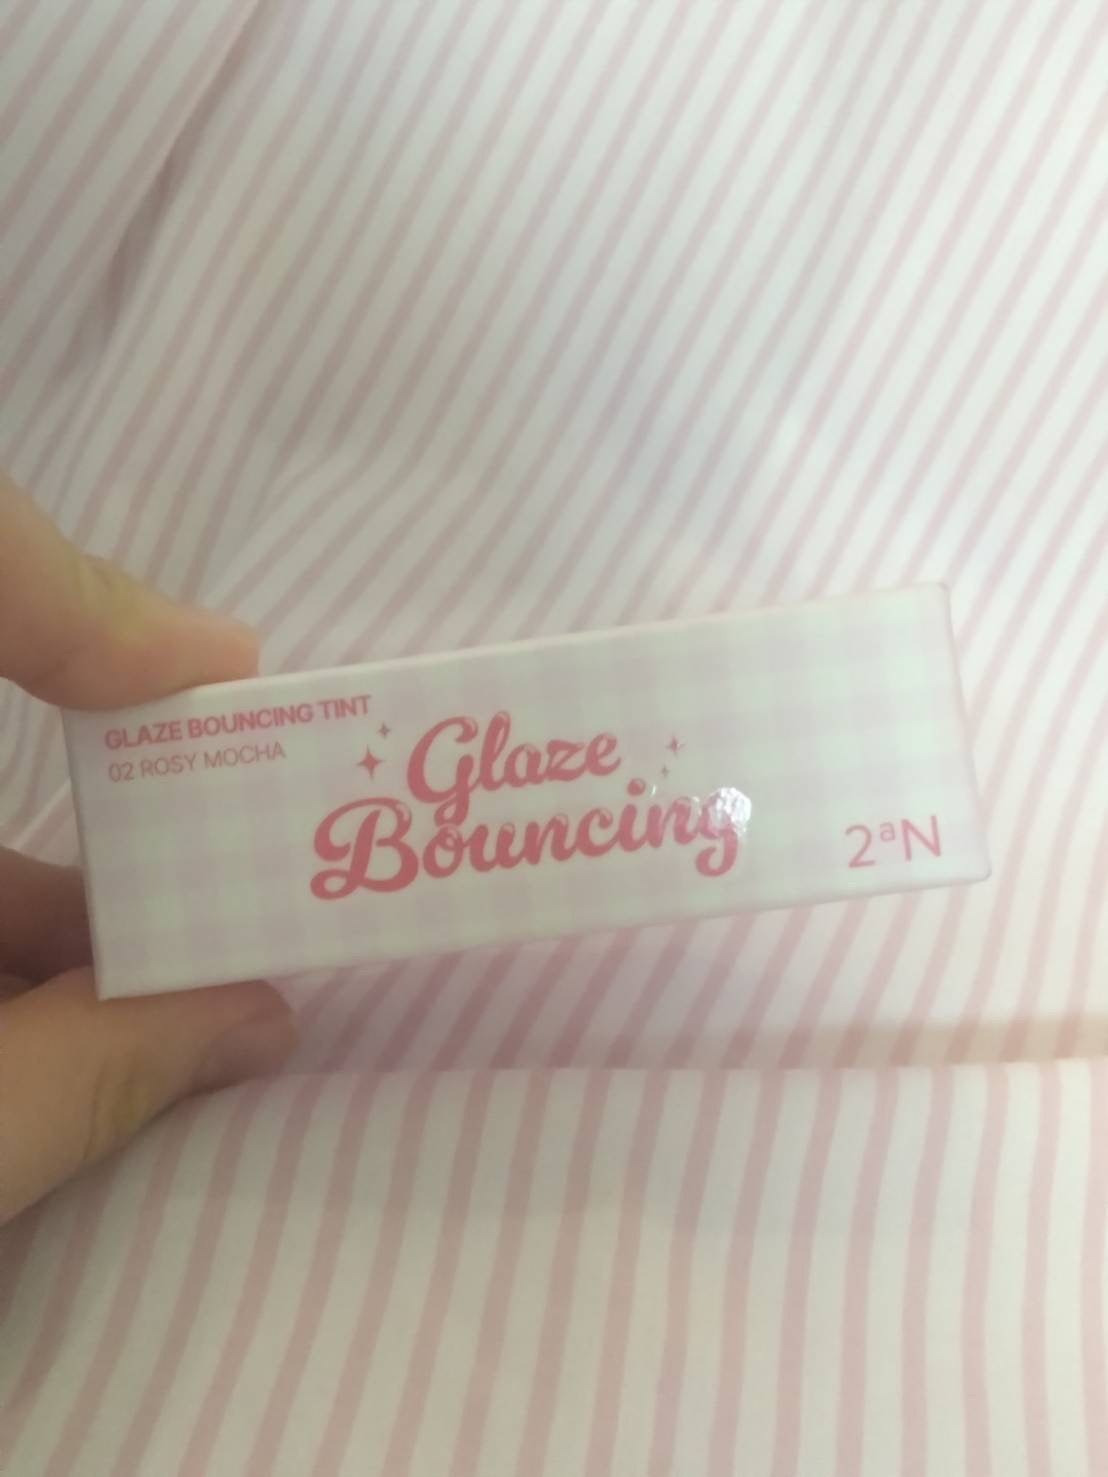 GLAZE BOUNCING TINT
02 ROSY MOCHA
Glaze
Bouncing
2aN